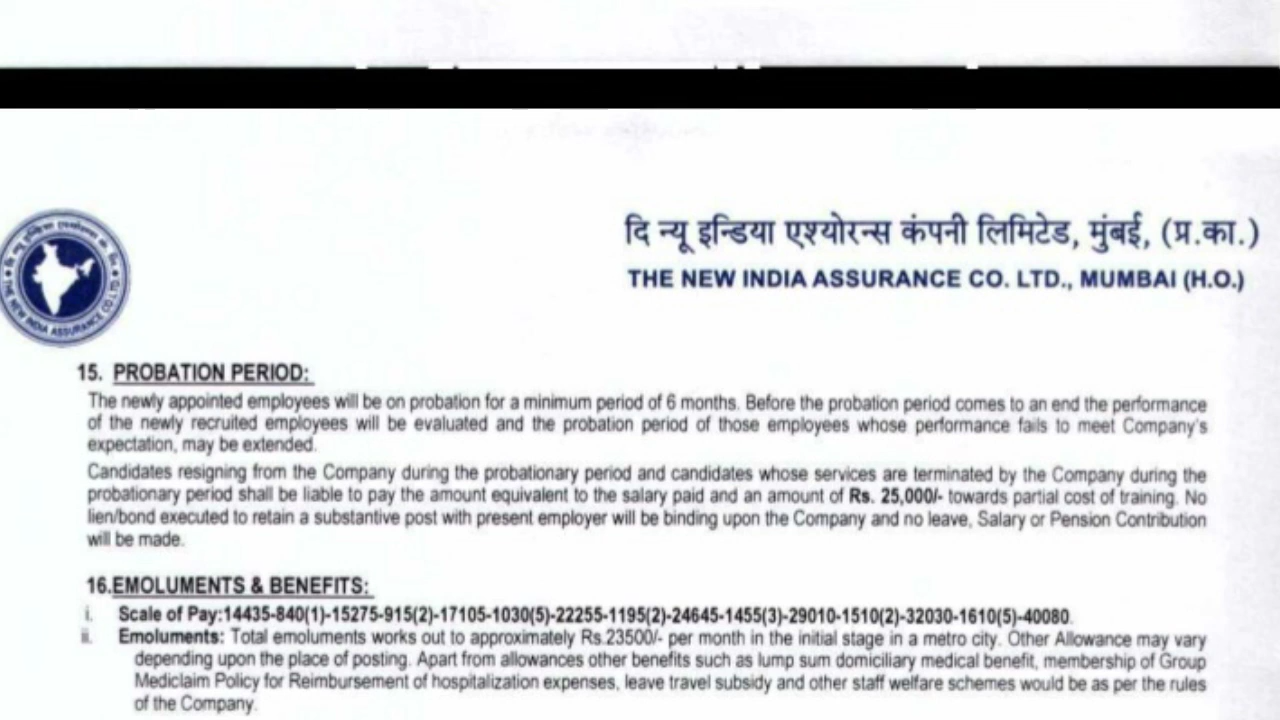 दि न्यू इन्डिया एश्योरन्स कंपनी लिमिटेड, मुंबई, (प्र.का.)
THE NEW INDIA ASSURANCE CO. LTD., MUMBAI (H.O.)
THE NEW INDIA ASSURANCE CO. LTD.
15. PROBATION PERIOD:
The newly appointed employees will be on probation for a minimum period of 6 months. Before the probation period comes to an end the performance
of the newly recruited employees will be evaluated and the probation period of those employees whose performance fails to meet Company's
expectation, may be extended.
Candidates resigning from the Company during the probationary period and candidates whose services are terminated by the Company during the
probationary period shall be liable to pay the amount equivalent to the salary paid and an amount of Rs. 25,000/- towards partial cost of training. No
lien/bond executed to retain a substantive post with present employer will be binding upon the Company and no leave, Salary or Pension Contribution
will be made.
16.EMOLUMENTS & BENEFITS:
i. Scale of Pay:14435-840(1)-15275-915(2)-17105-1030(5)-22255-1195(2)-24645-1455(3)-29010-1510(2)-32030-1610(5)-40080.
ii. Emoluments: Total emoluments works out to approximately Rs.23500/- per month in the initial stage in a metro city. Other Allowance may vary
depending upon the place of posting. Apart from allowances other benefits such as lump sum domiciliary medical benefit, membership of Group
Mediclaim Policy for Reimbursement of hospitalization expenses, leave travel subsidy and other staff welfare schemes would be as per the rules
of the Company.